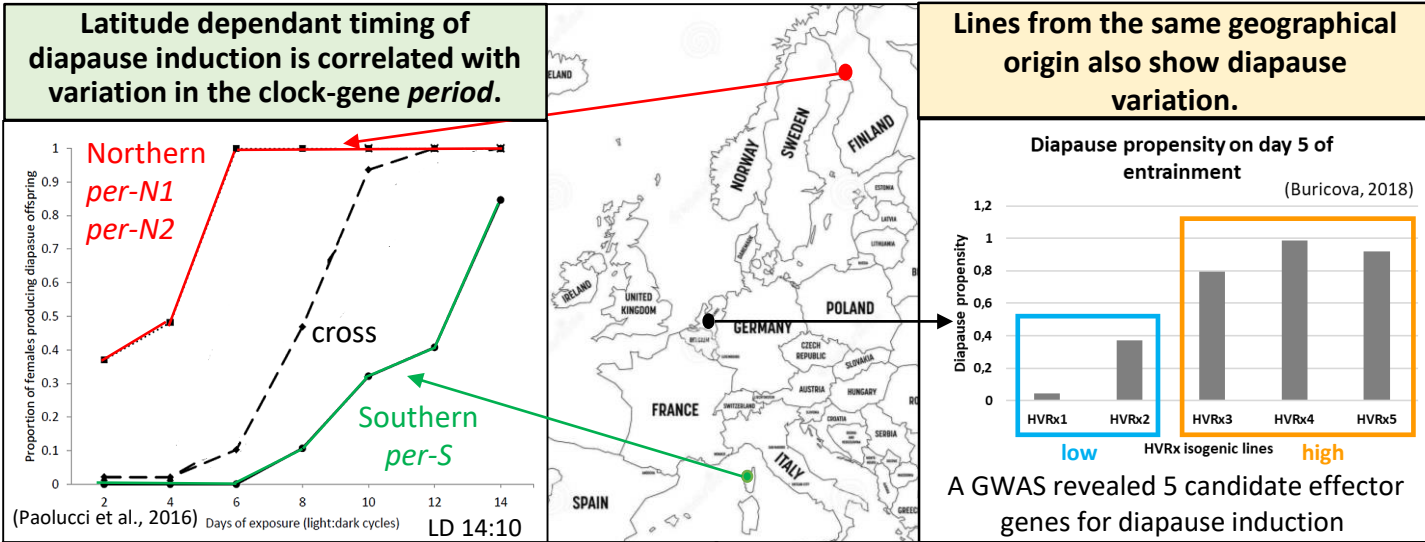 Latitude dependant timing of
diapause induction is correlated with
variation in the clock-gene period.
Proportion of females producing diapasue offspring
1
0.9
0.8
0.7
0.6
0.5
0.4
0.3
0.2
0.1
0
Northern
per-N1
per-N2
cross
Southern
per-S
2
4
6
8
10
12
14
(Paolucci et al., 2016)
Days of exposure (light:dark cycles)
LD 14:10
NORWAY
SWEDEN
FINLAND
ESTONIA
LATVIA
LITHUANIA
IRELAND
UNITED
KINGDOM
POLAND
GERMANY
BELGIUM
CZECH
REPUBLIC
SLOVAKIA
AUSTRIA
HUNGARY
FRANCE
SWITZERLAND
CROATIA
SERBIA
ITALY
SPAIN
Lines from the same geographical
origin also show diapause
variation.
Diapause propensity on day 5 of
entrainment
(Buricova, 2018)
Diapause propensity
1,2
1
0,8
0,6
0,4
0,2
0
HVRx1
HVRx2
HVRx3
HVRx4
HVRx5
low
HVRx isogenic lines
high
A GWAS revealed 5 candidate effector
genes for diapause induction